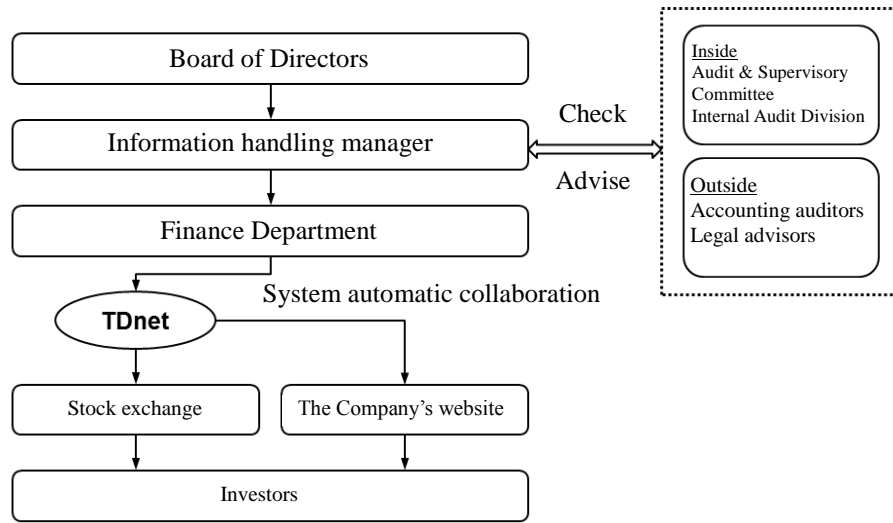 Board of Directors
Information handling manager
Finance Department
System automatic collaboration
TDnet
Stock exchange
The Company’s website
Investors
Check
Advise
Inside
Audit & Supervisory
Committee
Internal Audit Division
Outside
Accounting auditors
Legal advisors